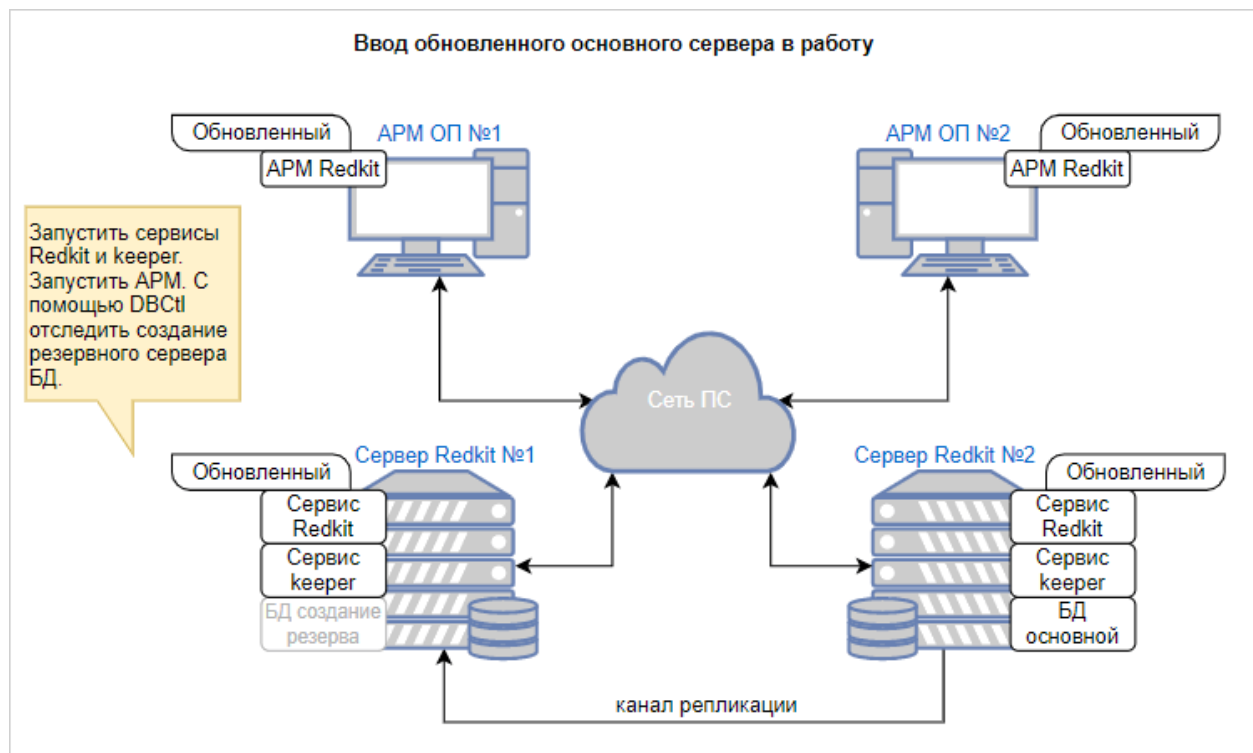 Ввод обновленного основного сервера в работу
Обновленный
АРМ ОП №1
АРМ Redkit
АРМ ОП №2
Обновленный
АРМ Redkit
Запустить сервисы
Redkit и keeper.
Запустить АРМ. С
помощью DBCtl
отследить создание
резервного сервера
БД.
Сеть ПС
Сервер Redkit №1
Обновленный
Сервис
Redkit
Сервис
keeper
БД создание
резерва
Сервер Redkit №2
Обновленный
Сервис
Redkit
Сервис
keeper
БД
основной
канал репликации